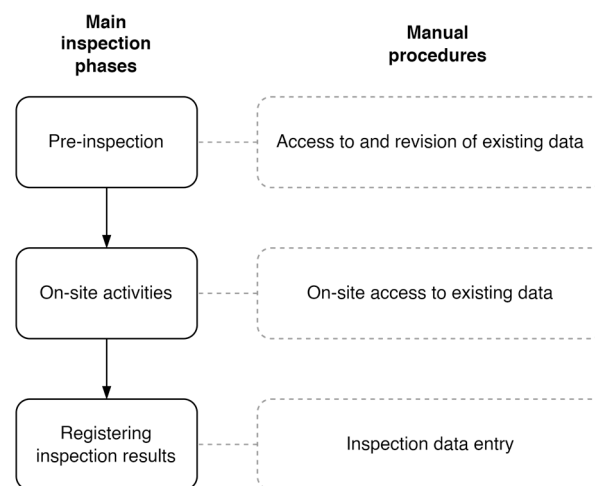 Main
inspection
phases
Manual
procedures
Pre-inspection
Access to and revision of existing data
On-site activities
On-site access to existing data
Registering
inspection results
Inspection data entry